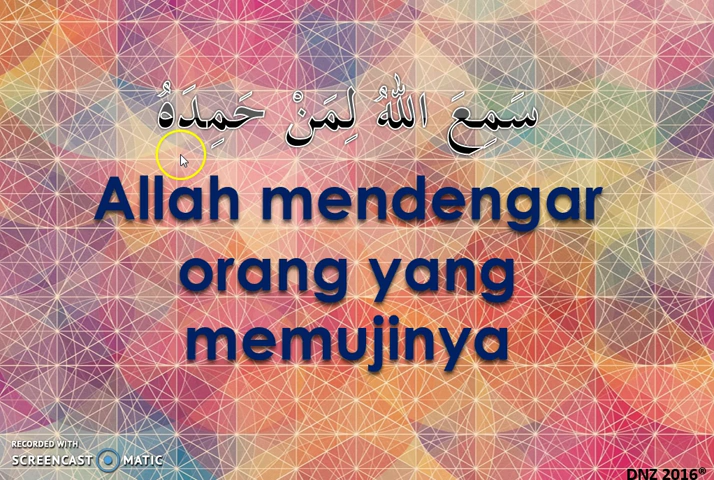 سَمِعَ اللهُ لِمَنْ حَمِدَهُ
Allah mendengar
orang yang
memujinya
RECORDED WITH
SCREENCAST MATIC
DNZ 2016®